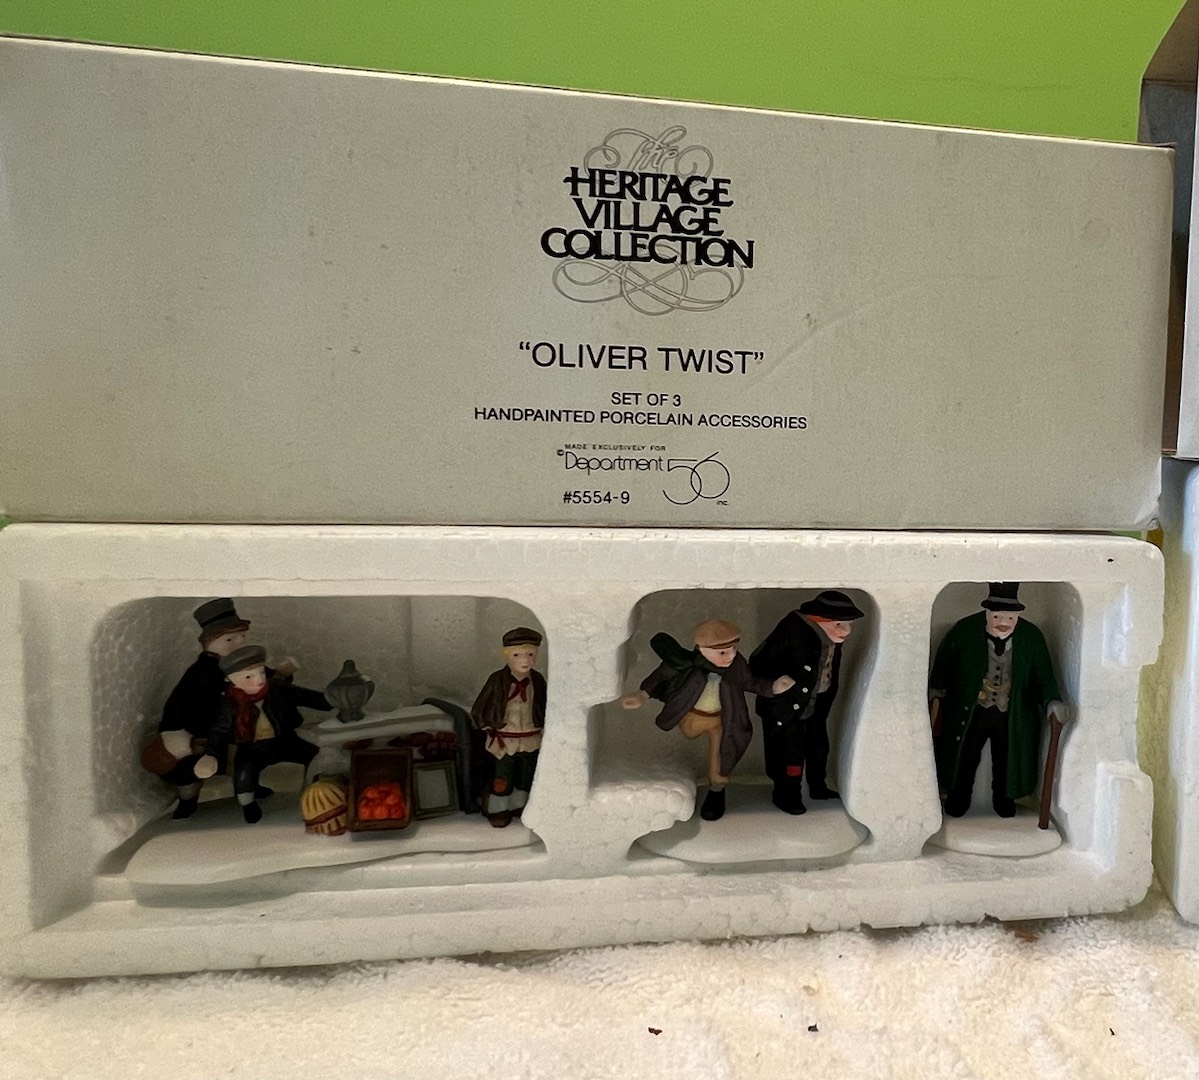 The
HERITAGE
VILLAGE
COLLECTION
“OLIVER TWIST”
SET OF 3
HANDPAINTED PORCELAIN ACCESSORIES
MADE EXCLUSIVELY FOR
©Department 56 inc.
#5554-9